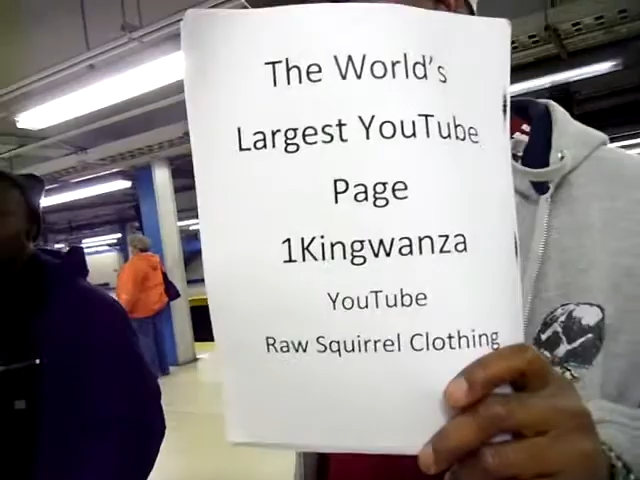 The World's
Largest YouTube
Page
1Kingwanza
YouTube
Raw Squirrel Clothing